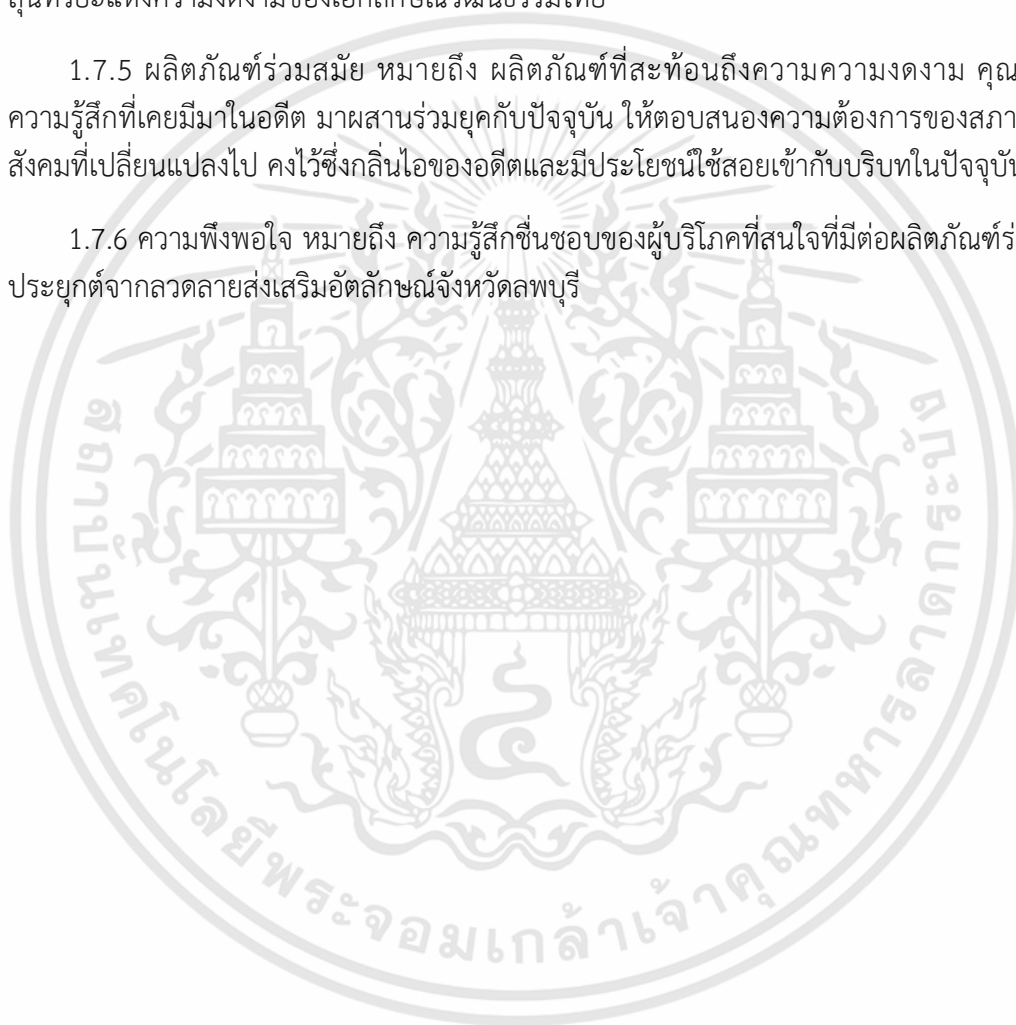 สุนทรียะแห่งความงดงามของเอกลักษณ์วัฒนธรรมไทย
1.7.5 ผลิตภัณฑ์ร่วมสมัย หมายถึง ผลิตภัณฑ์ที่สะท้อนถึงความความงดงาม คุณ
ความรู้สึกที่เคยมีมาในอดีต มาผสานร่วมยุคกับปัจจุบัน ให้ตอบสนองความต้องการของสภา
สังคมที่เปลี่ยนแปลงไป คงไว้ซึ่งกลิ่นไอของอดีตและมีประโยชน์ใช้สอยเข้ากับบริบทในปัจจุบัน
1.7.6 ความพึงพอใจ หมายถึง ความรู้สึกชื่นชอบของผู้บริโภคที่สนใจที่มีต่อผลิตภัณฑ์ร่
ประยุกต์จากลวดลายส่งเสริมอัตลักษณ์จังหวัดลพบุรี
๔
สถาบันเทคโนโลยีพระจอมเกล้าเจ้าคุณทหารลาดกระบัง